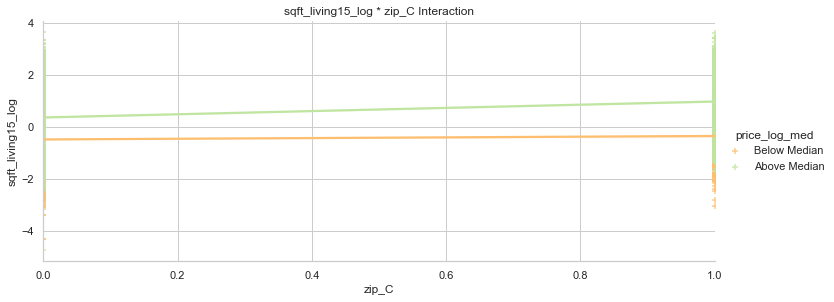 sqft_living15_log * zip_C Interaction
4
2
0
−2
−4
sqft_living15_log
0.0
0.2
0.4
0.6
0.8
1.0
zip_C
price_log_med
Below Median
Above Median